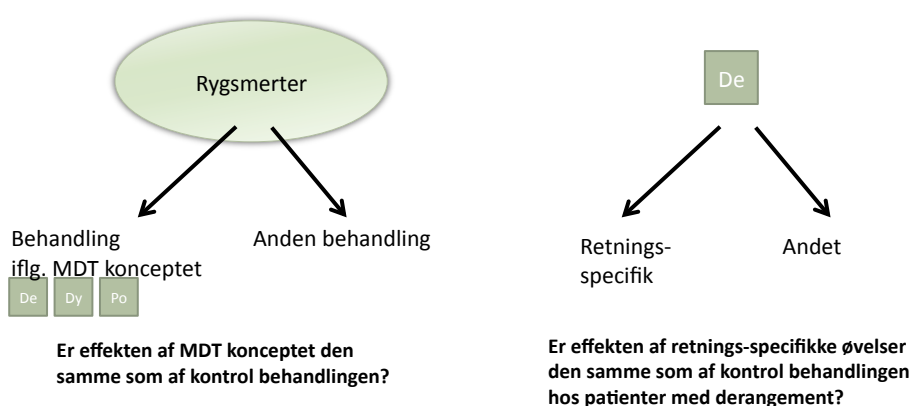 Rygsmerter
Behandling
iflg. MDT konceptet
Anden behandling
De Dy Po
Er effekten af MDT konceptet den
samme som af kontrol behandlingen?
De
Retnings-
specifik
Andet
Er effekten af retnings-specifikke øvelser
den samme som af kontrol behandlingen
hos patienter med derangement?